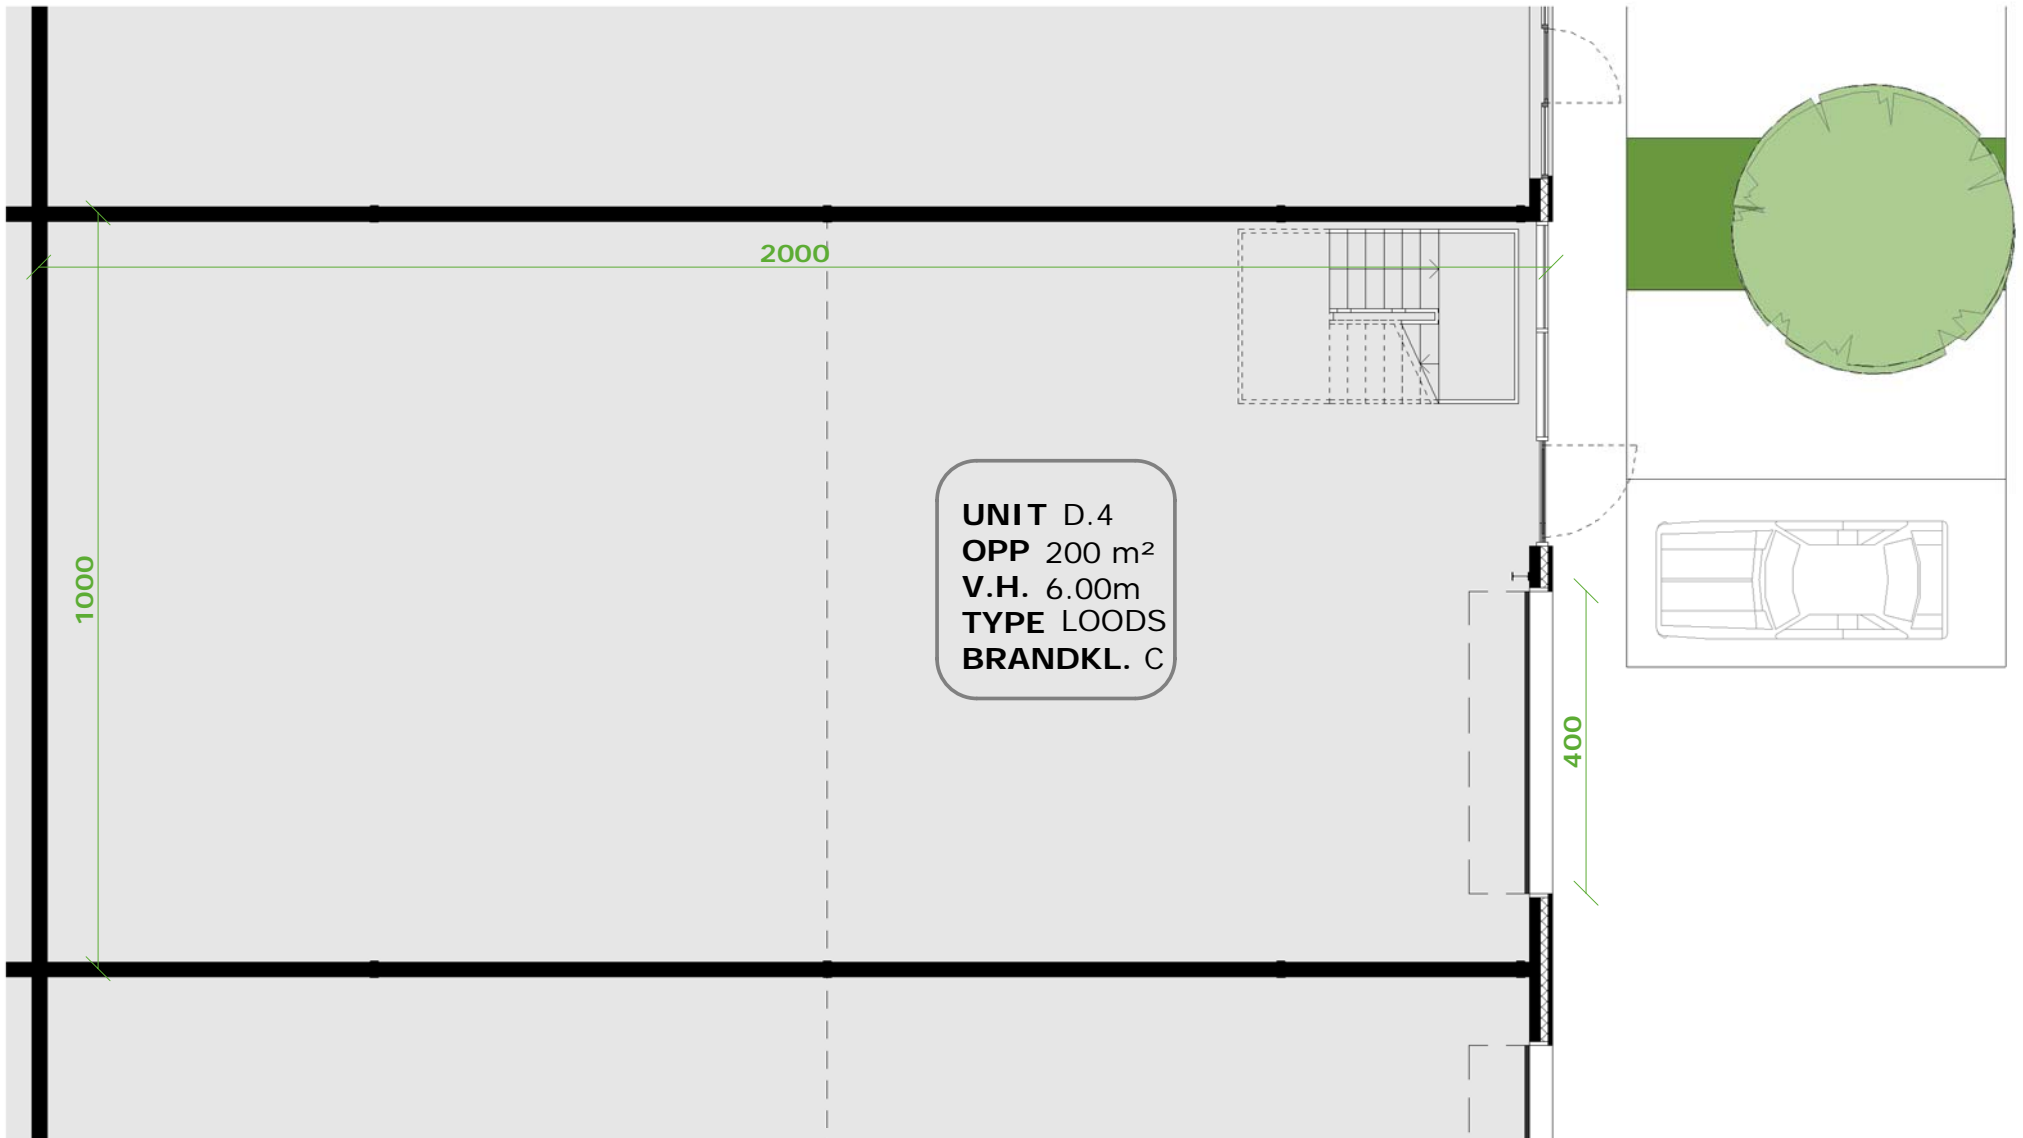 2000
1000
UNIT D.4
OPP 200 m²
V.H. 6.00m
TYPE LOODS
BRANDKL. C
400